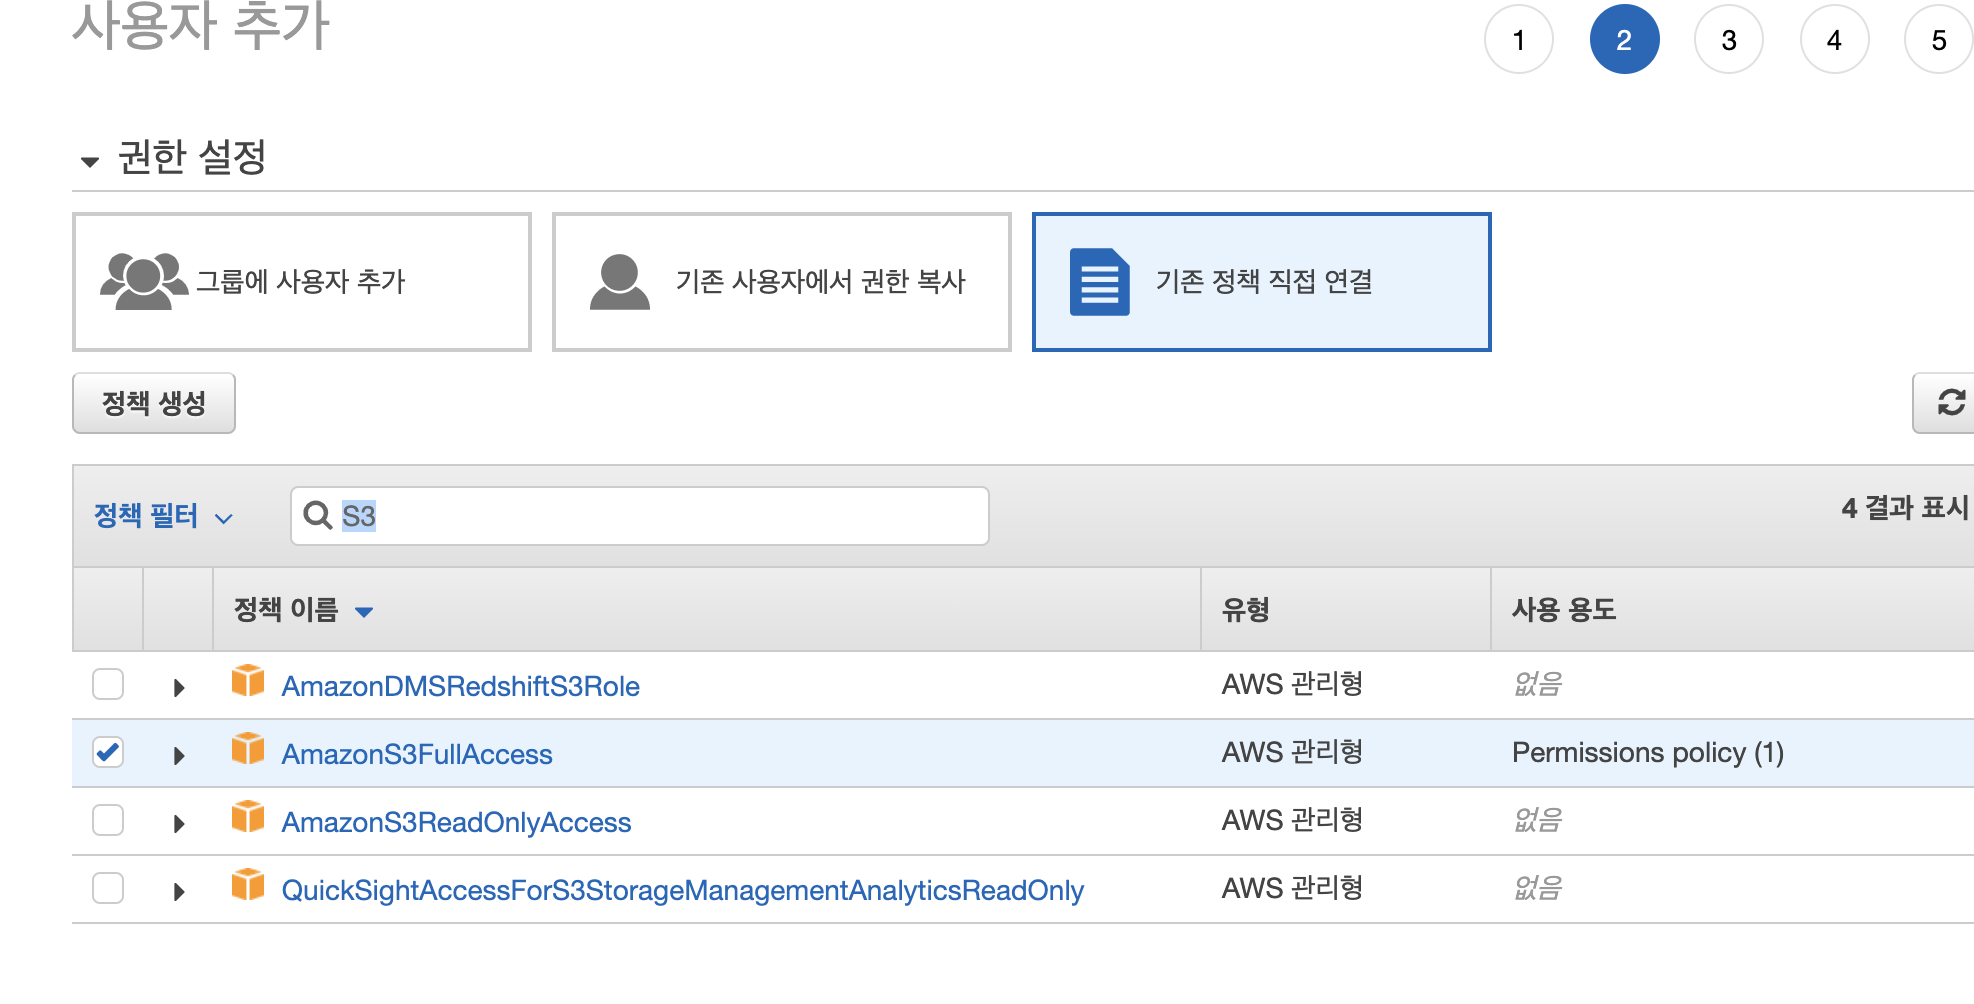 사용자 추가
1 2 3 4 5
권한 설정
그룹에 사용자 추가 기존 사용자에서 권한 복사 기존 정책 직접 연결
정책 생성
정책 필터 S3 4 결과 표시
정책 이름 유형 사용 용도
AmazonDMSRedshiftS3Role AWS 관리형 없음
AmazonS3FullAccess AWS 관리형 Permissions policy (1)
AmazonS3ReadOnlyAccess AWS 관리형 없음
QuickSightAccessForS3StorageManagementAnalyticsReadOnly AWS 관리형 없음